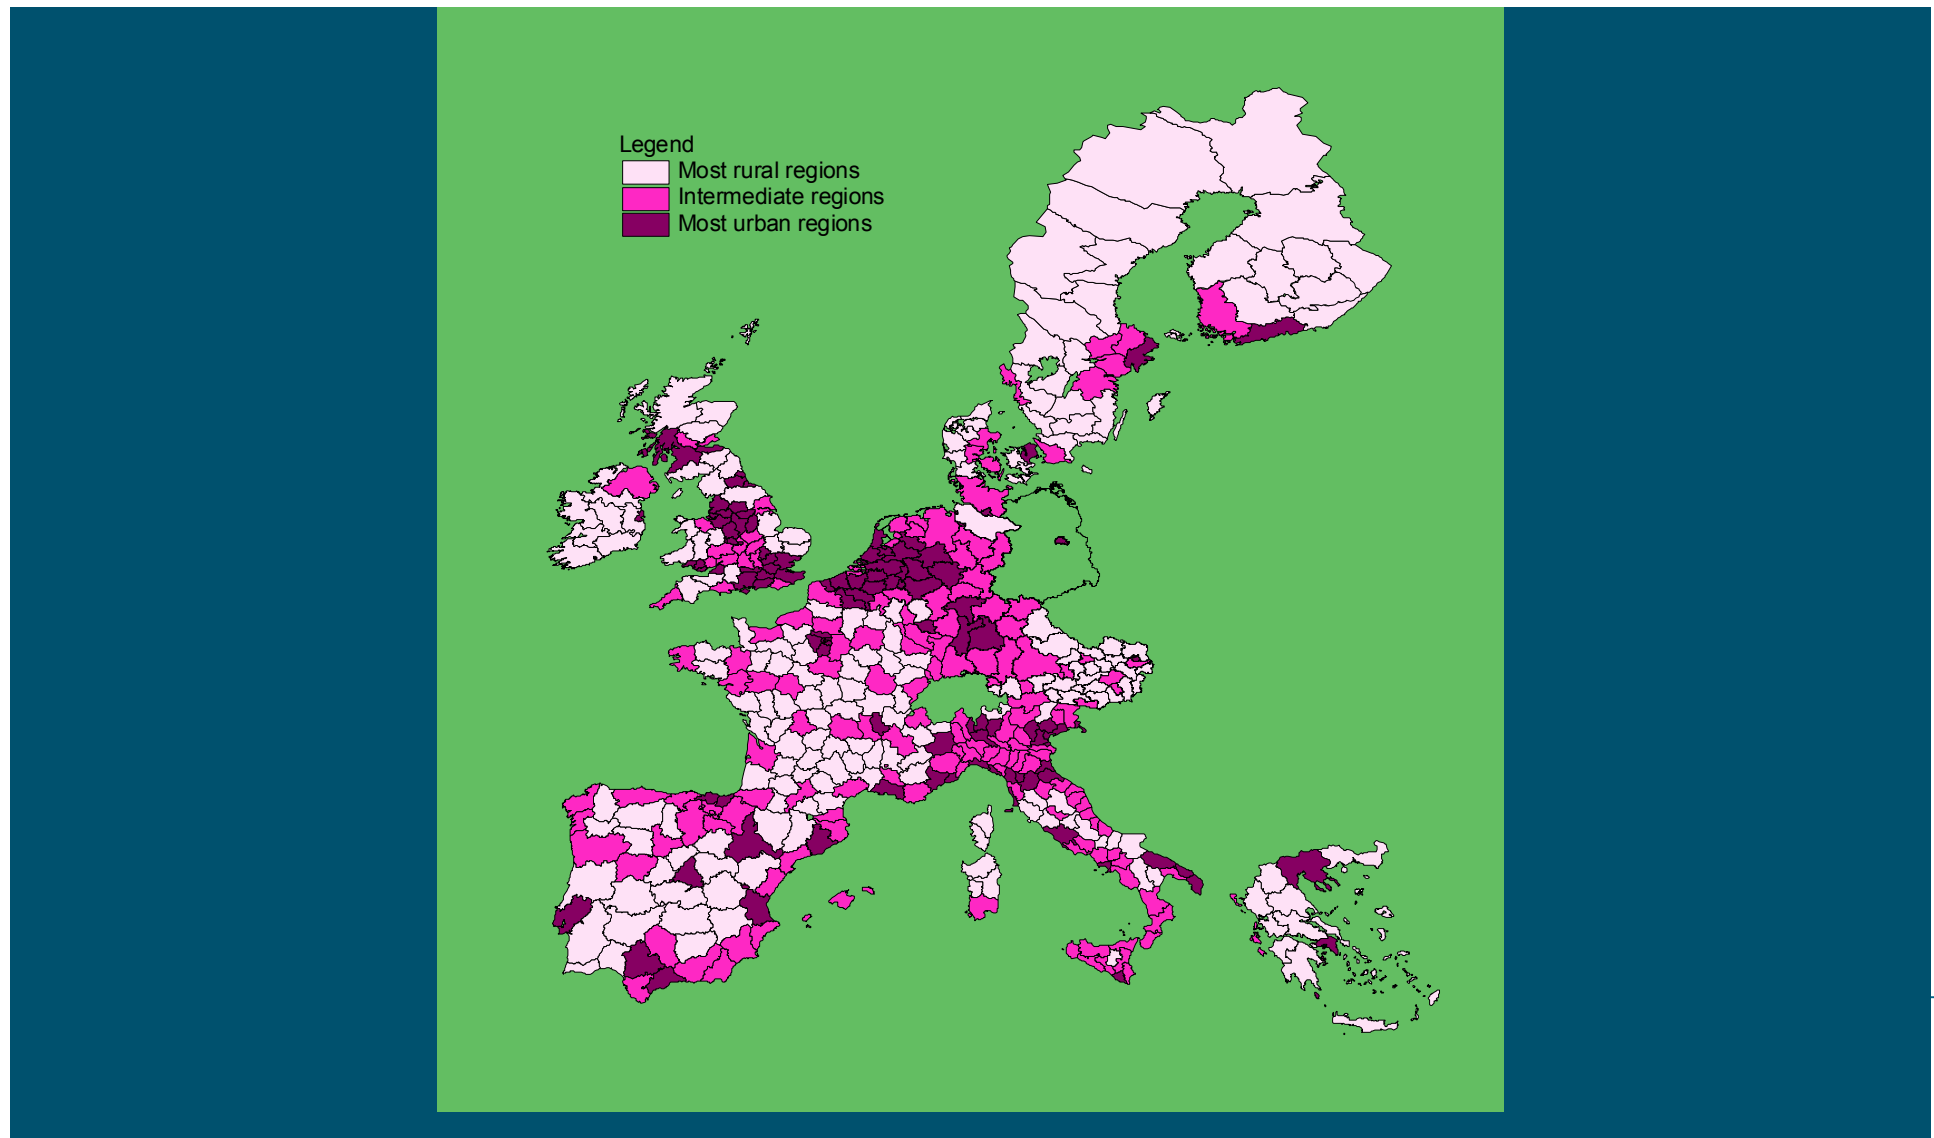 Legend
Most rural regions
Intermediate regions
Most urban regions